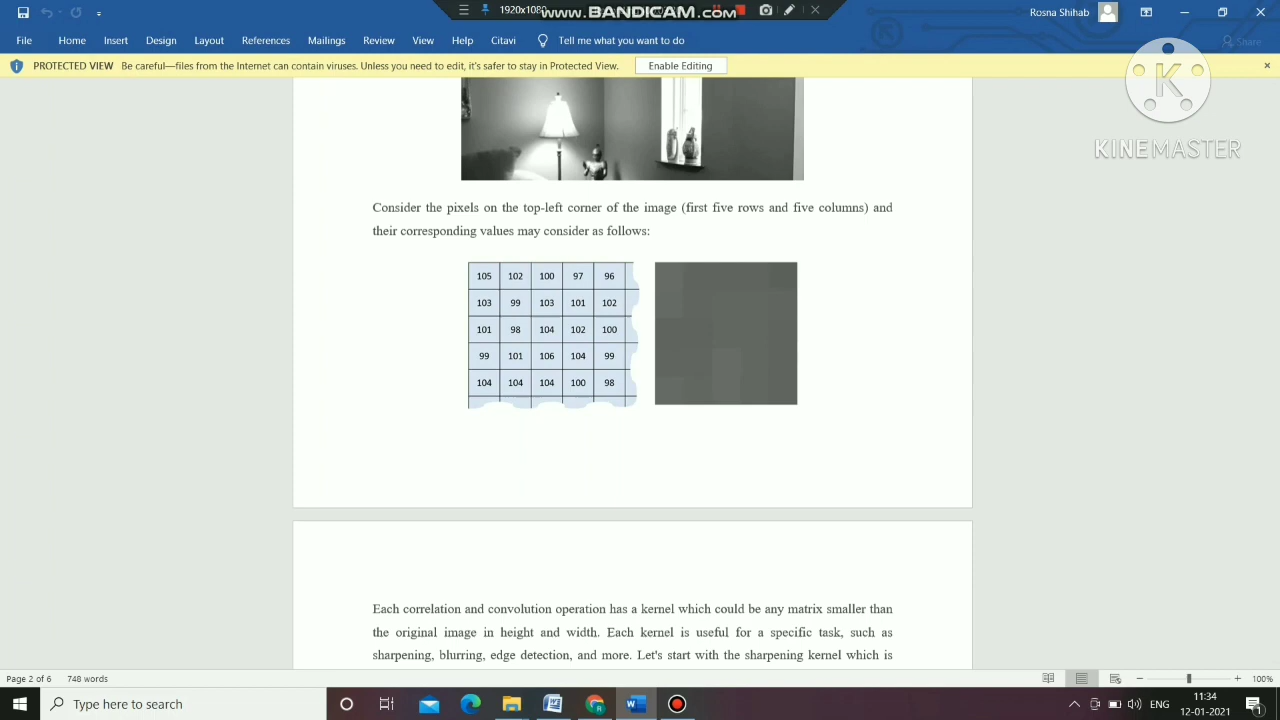 1920x1080
WWW.BANDICAM.COM
Rosna Shihab
File Home Insert Design Layout References Mailings Review View Help Citavi Tell me what you want to do Share
PROTECTED VIEW Be careful—files from the Internet can contain viruses. Unless you need to edit, it's safer to stay in Protected View. Enable Editing
K
KINEMASTER
Consider the pixels on the top-left corner of the image (first five rows and five columns) and
their corresponding values may consider as follows:
105 102 100 97 96
103 99 103 101 102
101 98 104 102 100
99 101 106 104 99
104 104 104 100 98
Each correlation and convolution operation has a kernel which could be any matrix smaller than
the original image in height and width. Each kernel is useful for a specific task, such as
sharpening, blurring, edge detection, and more. Let's start with the sharpening kernel which is
Page 2 of 6 748 words 100%
Type here to search
ENG
11:34
12-01-2021